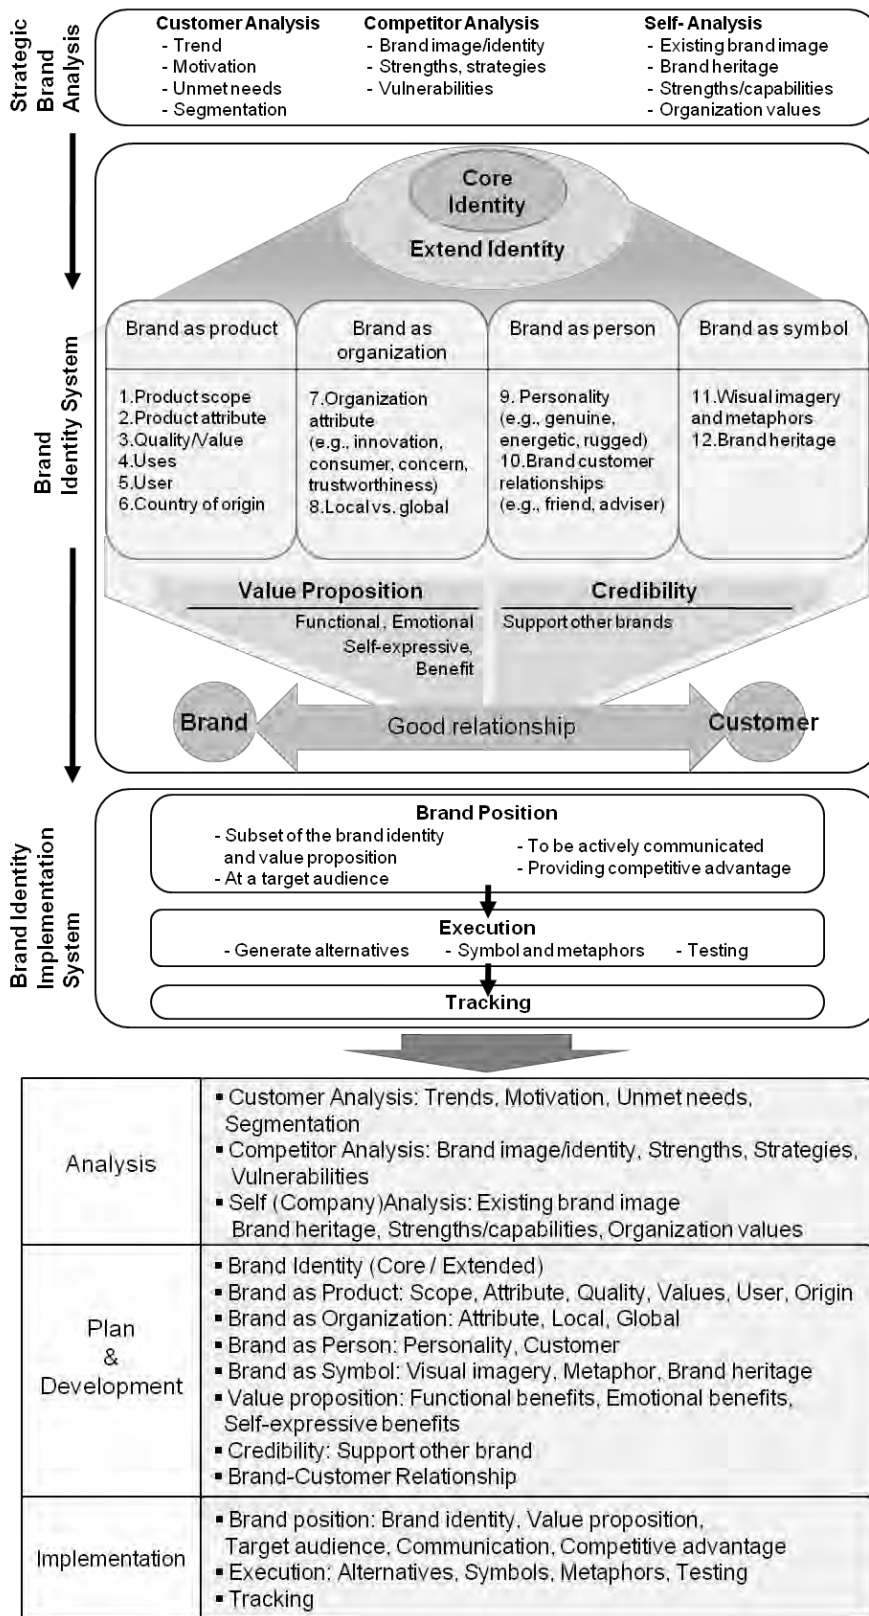 Strategic
Brand
Analysis
Customer Analysis
- Trend
- Motivation
- Unmet needs
- Segmentation
Competitor Analysis
- Brand image/identity
- Strengths, strategies
- Vulnerabilities
Self- Analysis
- Existing brand image
- Brand heritage
- Strengths/capabilities
- Organization values
Brand
Identity System
Core
Identity
Extend Identity
Brand as product
1.Product scope
2.Product attribute
3.Quality/Value
4.Uses
5.User
6.Country of origin
Brand as
organization
7.Organization
attribute
(e.g., innovation,
consumer, concern,
trustworthiness)
8.Local vs. global
Brand as person
9. Personality
(e.g., genuine,
energetic, rugged)
10.Brand customer
relationships
(e.g., friend, adviser)
Brand as symbol
11.Wisual imagery
and metaphors
12.Brand heritage
Value Proposition
Functional, Emotional
Self-expressive,
Benefit
Credibility
Support other brands
Brand
Good relationship
Customer
Brand Identity
Implementation
System
Brand Position
- Subset of the brand identity
and value proposition
- At a target audience
- To be actively communicated
- Providing competitive advantage
Execution
- Generate alternatives
- Symbol and metaphors
- Testing
Tracking
Analysis
▪ Customer Analysis: Trends, Motivation, Unmet needs,
Segmentation
▪ Competitor Analysis: Brand image/identity, Strengths, Strategies,
Vulnerabilities
▪ Self (Company)Analysis: Existing brand image
Brand heritage, Strengths/capabilities, Organization values
Plan
&
Development
▪ Brand Identity (Core / Extended)
▪ Brand as Product: Scope, Attribute, Quality, Values, User, Origin
▪ Brand as Organization: Attribute, Local, Global
▪ Brand as Person: Personality, Customer
▪ Brand as Symbol: Visual imagery, Metaphor, Brand heritage
▪ Value proposition: Functional benefits, Emotional benefits,
Self-expressive benefits
▪ Credibility: Support other brand
▪ Brand-Customer Relationship
Implementation
▪ Brand position: Brand identity, Value proposition,
Target audience, Communication, Competitive advantage
▪ Execution: Alternatives, Symbols, Metaphors, Testing
▪ Tracking